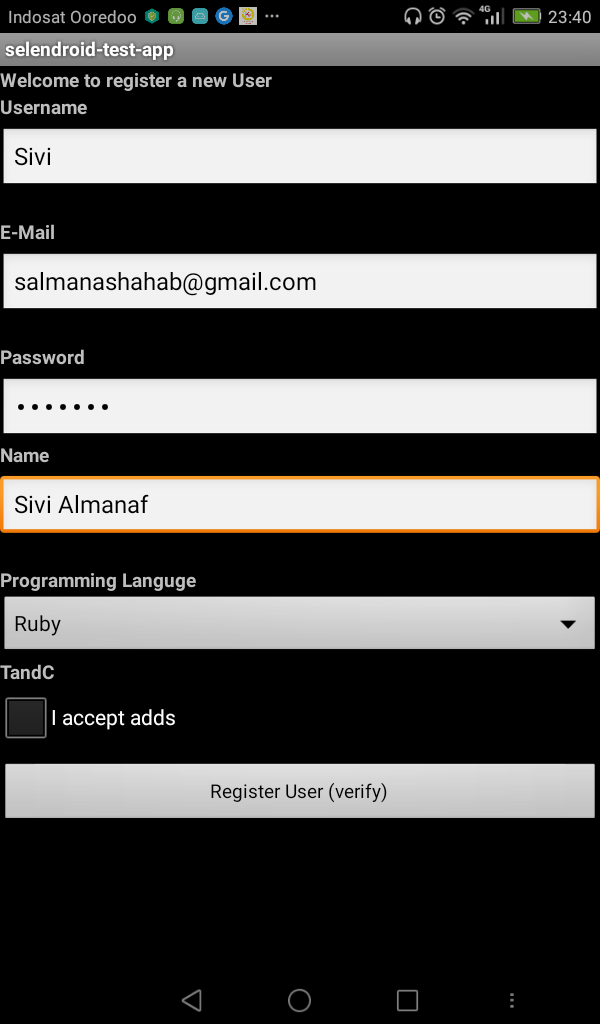 Indosat Ooredoo 4G 23:40
selendroid-test-app
Welcome to register a new User
Username
Sivi
E-Mail
salmanashahab@gmail.com
Password
•••••••
Name
Sivi Almanaf
Programming Languge
Ruby
TandC
I accept adds
Register User (verify)